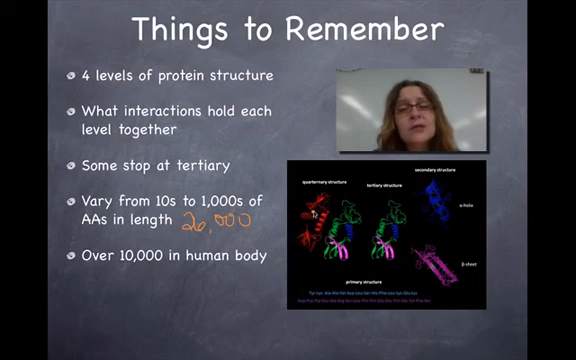 Things to Remember
4 levels of protein structure
What interactions hold each
level together
Some stop at tertiary
Vary from 10s to 1,000s of
AAs in length 26,000
Over 10,000 in human body
secondary structure
quarternary structure
tertiary structure
α-helix
β-sheet
primary structure